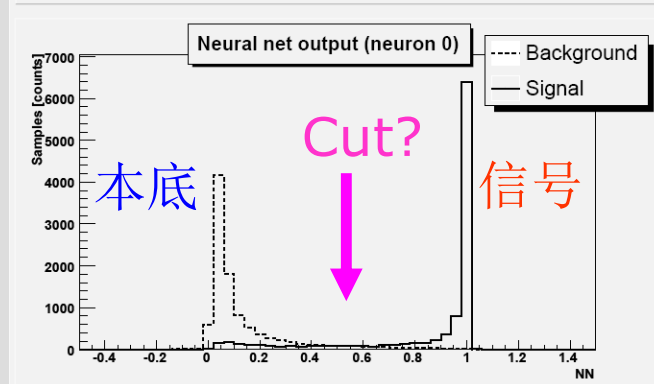 Neural net output (neuron 0)
Background
Signal
Samples [counts]
7000
6000
5000
4000
3000
2000
1000
0
Cut?
本底
信号
-0.4 -0.2 0 0.2 0.4 0.6 0.8 1 1.2 1.4
NN